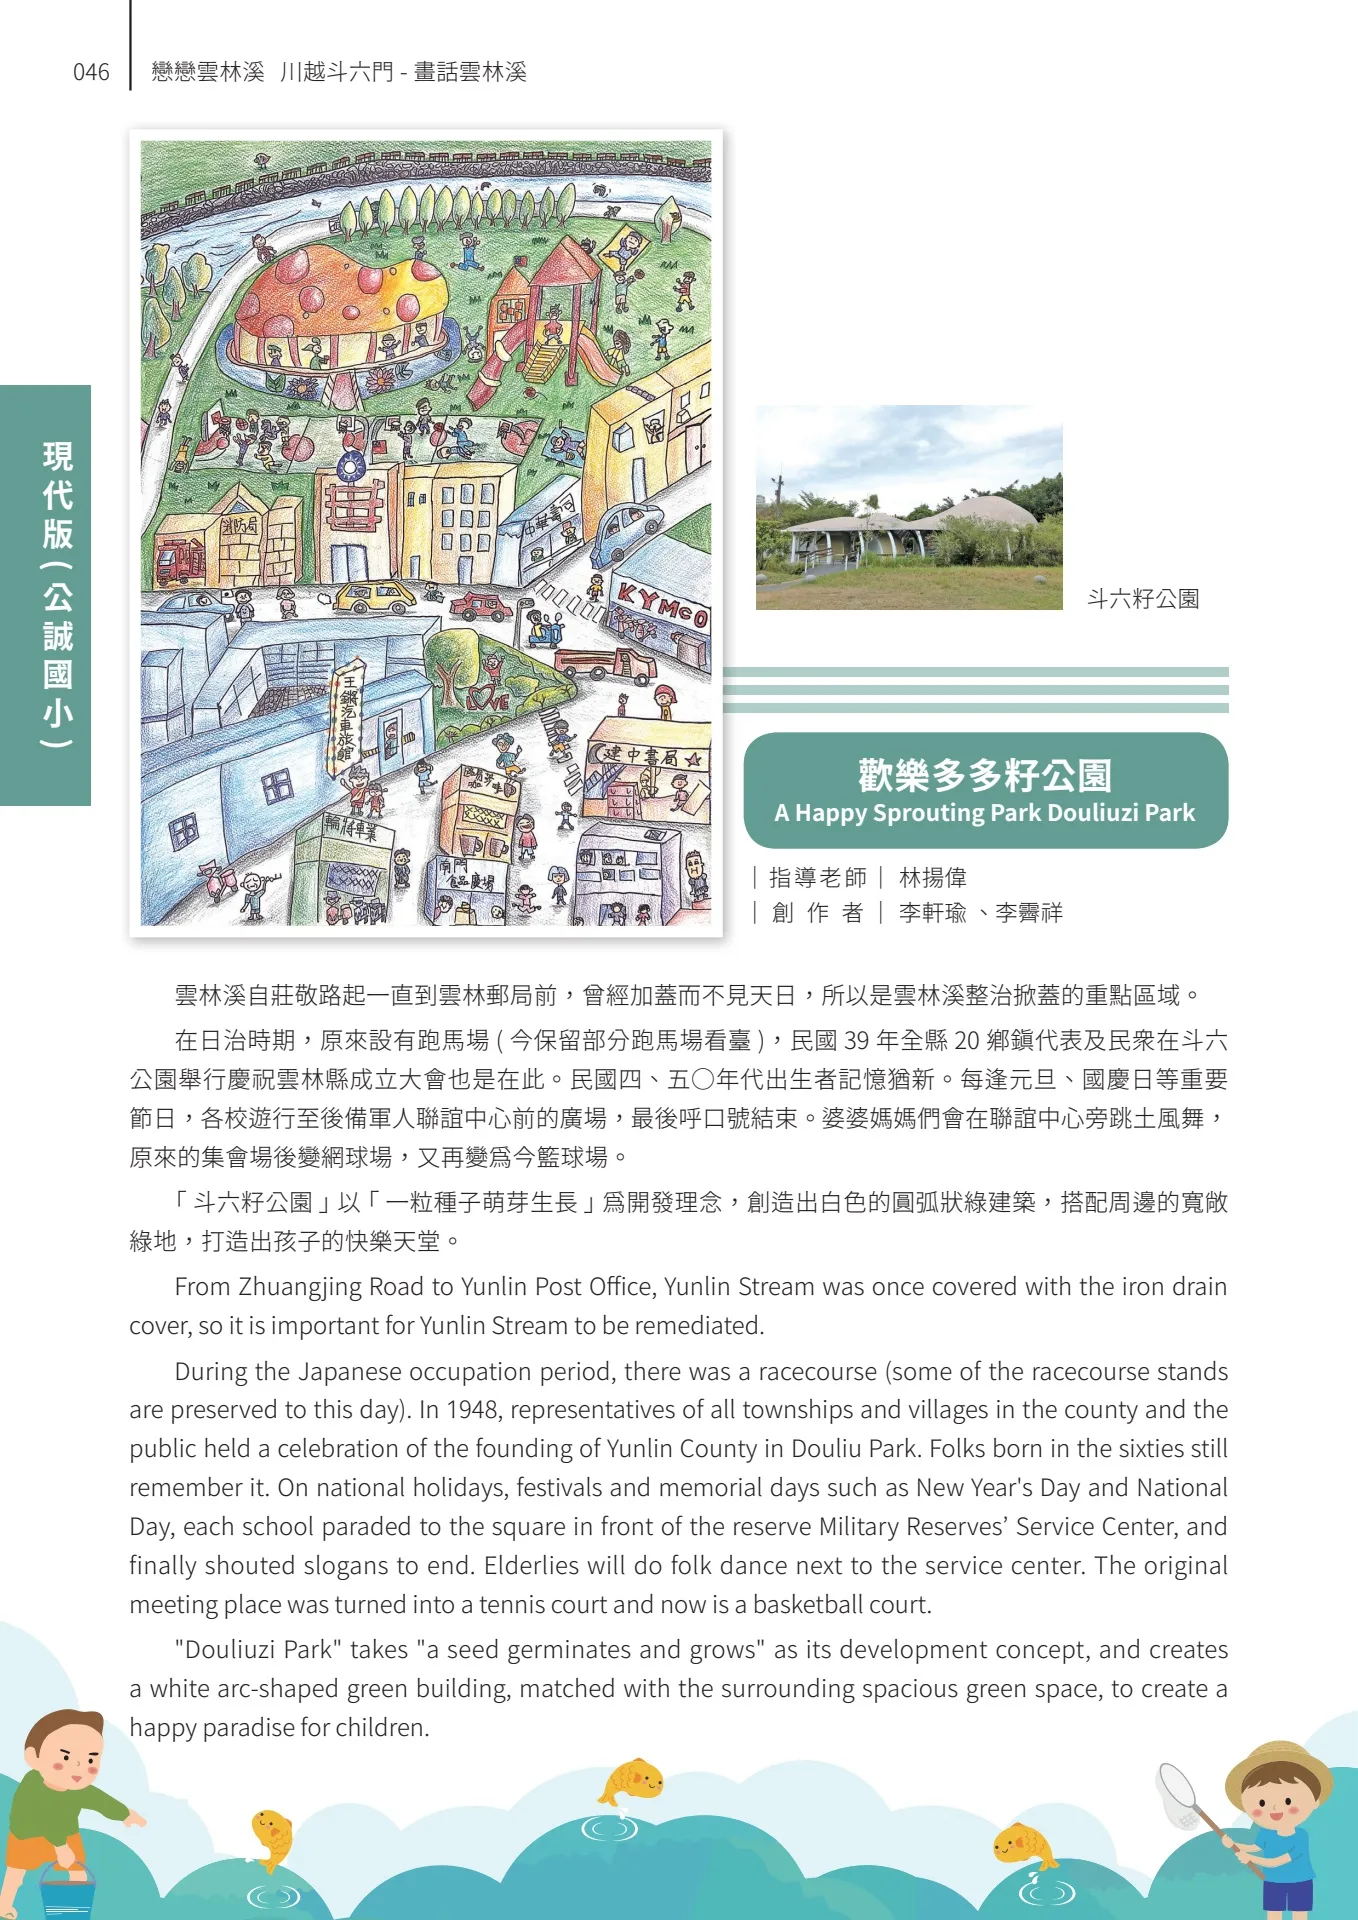 046
戀戀雲林溪 川越斗六門 - 畫話雲林溪
現代版(公誠國小)
消防局
中華壽司
KYMCO
王將汽車旅館
LOVE
建中書局
輪將車業
南門
食品廣場
斗六籽公園
歡樂多多籽公園
A Happy Sprouting Park Douliuzi Park
| 指導老師 | 林揚偉
| 創 作 者 | 李軒瑜、李霽祥
雲林溪自莊敬路起一直到雲林郵局前，曾經加蓋而不見天日，所以是雲林溪整治掀蓋的重點區域。
在日治時期，原來設有跑馬場 ( 今保留部分跑馬場看臺 )，民國 39 年全縣 20 鄉鎮代表及民眾在斗六
公園舉行慶祝雲林縣成立大會也是在此。民國四、五〇年代出生者記憶猶新。每逢元旦、國慶日等重要
節日，各校遊行至後備軍人聯誼中心前的廣場，最後呼口號結束。婆婆媽媽們會在聯誼中心旁跳土風舞，
原來的集會場後變網球場，又再變為今籃球場。
「斗六籽公園」以「一粒種子萌芽生長」為開發理念，創造出白色的圓弧狀綠建築，搭配周邊的寬敞
綠地，打造出孩子的快樂天堂。
From Zhuangjing Road to Yunlin Post Office, Yunlin Stream was once covered with the iron drain
cover, so it is important for Yunlin Stream to be remediated.
During the Japanese occupation period, there was a racecourse (some of the racecourse stands
are preserved to this day). In 1948, representatives of all townships and villages in the county and the
public held a celebration of the founding of Yunlin County in Douliu Park. Folks born in the sixties still
remember it. On national holidays, festivals and memorial days such as New Year's Day and National
Day, each school paraded to the square in front of the reserve Military Reserves’ Service Center, and
finally shouted slogans to end. Elderlies will do folk dance next to the service center. The original
meeting place was turned into a tennis court and now is a basketball court.
"Douliuzi Park" takes "a seed germinates and grows" as its development concept, and creates
a white arc-shaped green building, matched with the surrounding spacious green space, to create a
happy paradise for children.